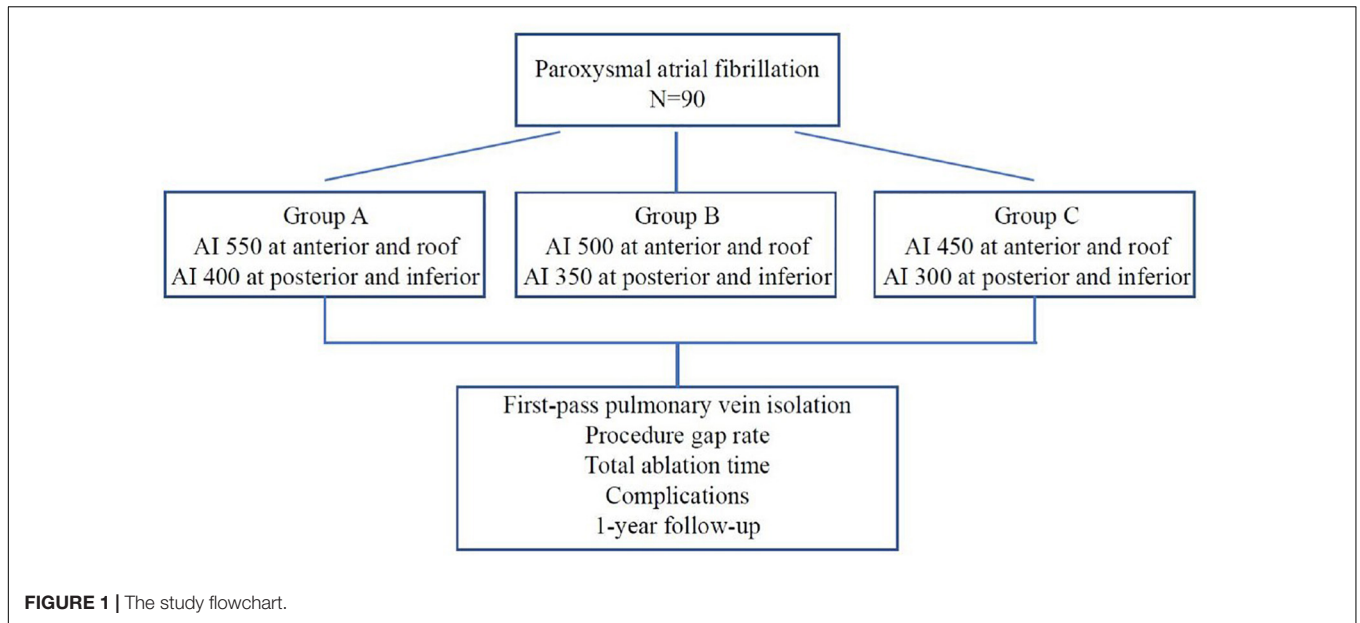 Paroxysmal atrial fibrillation
N=90
Group A
AI 550 at anterior and roof
AI 400 at posterior and inferior
Group B
AI 500 at anterior and roof
AI 350 at posterior and inferior
Group C
AI 450 at anterior and roof
AI 300 at posterior and inferior
First-pass pulmonary vein isolation
Procedure gap rate
Total ablation time
Complications
1-year follow-up
FIGURE 1 | The study flowchart.